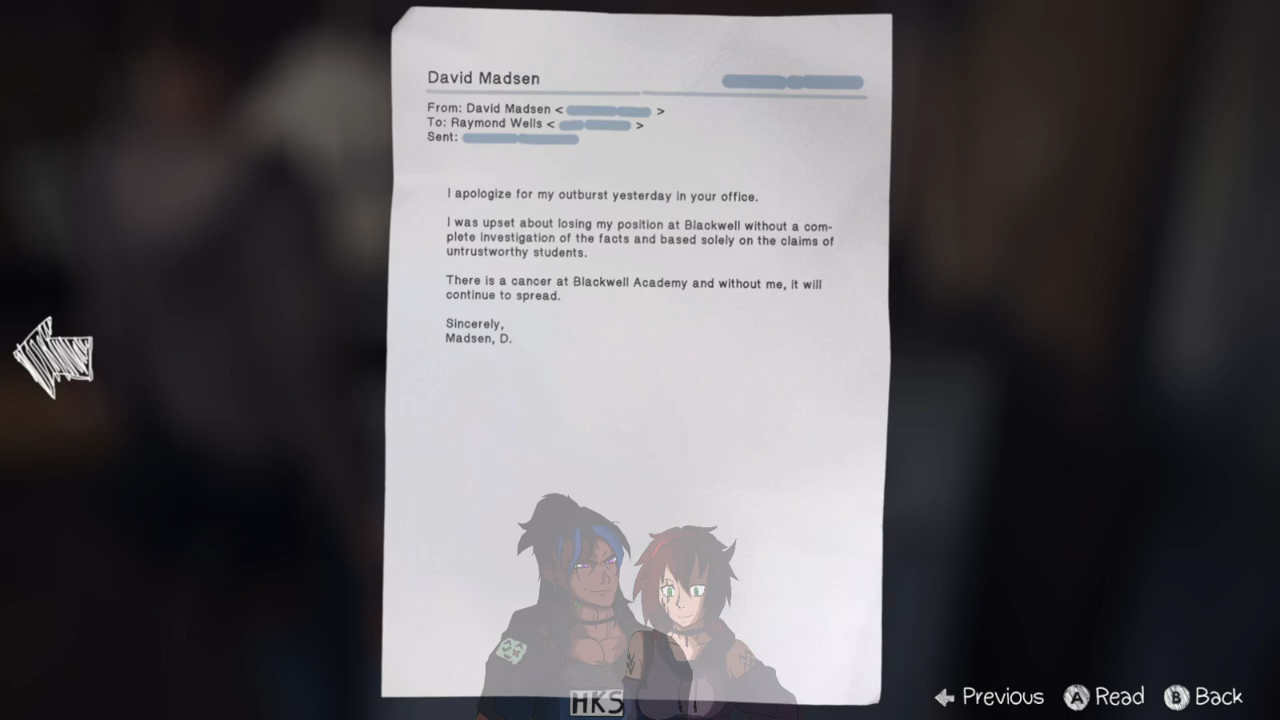 David Madsen
From: David Madsen < >
To: Raymond Wells < >
Sent:
I apologize for my outburst yesterday in your office.
I was upset about losing my position at Blackwell without a com-
plete investigation of the facts and based solely on the claims of
untrustworthy students.
There is a cancer at Blackwell Academy and without me, it will
continue to spread.
Sincerely,
Madsen, D.
HKS
Previous A Read B Back